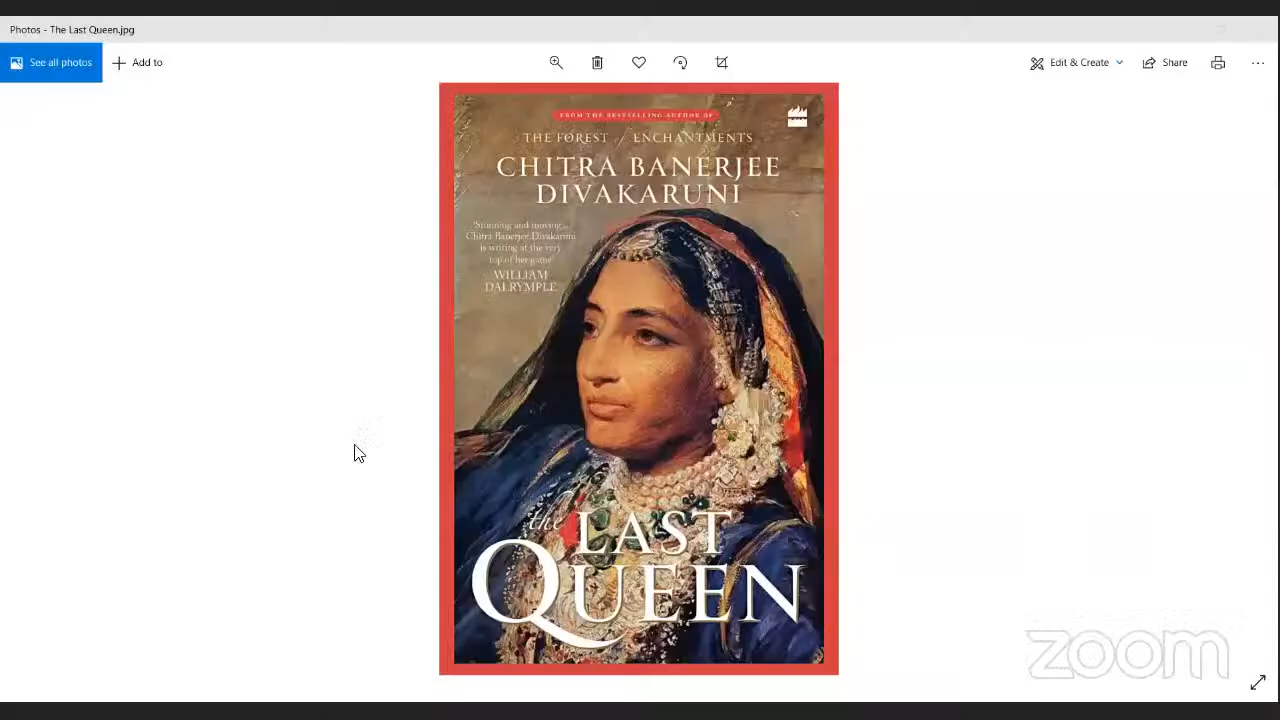 Photos - The Last Queen.jpg
See all photos
Add to
Edit & Create
Share
FROM THE BESTSELLING AUTHOR OF
THE FOREST of ENCHANTMENTS
CHITRA BANERJEE
DIVAKARUNI
'Stunning and moving...
Chitra Banerjee Divakaruni
is writing at the very
top of her game'
WILLIAM
DALRYMPLE
the
LAST
QUEEN
zoom